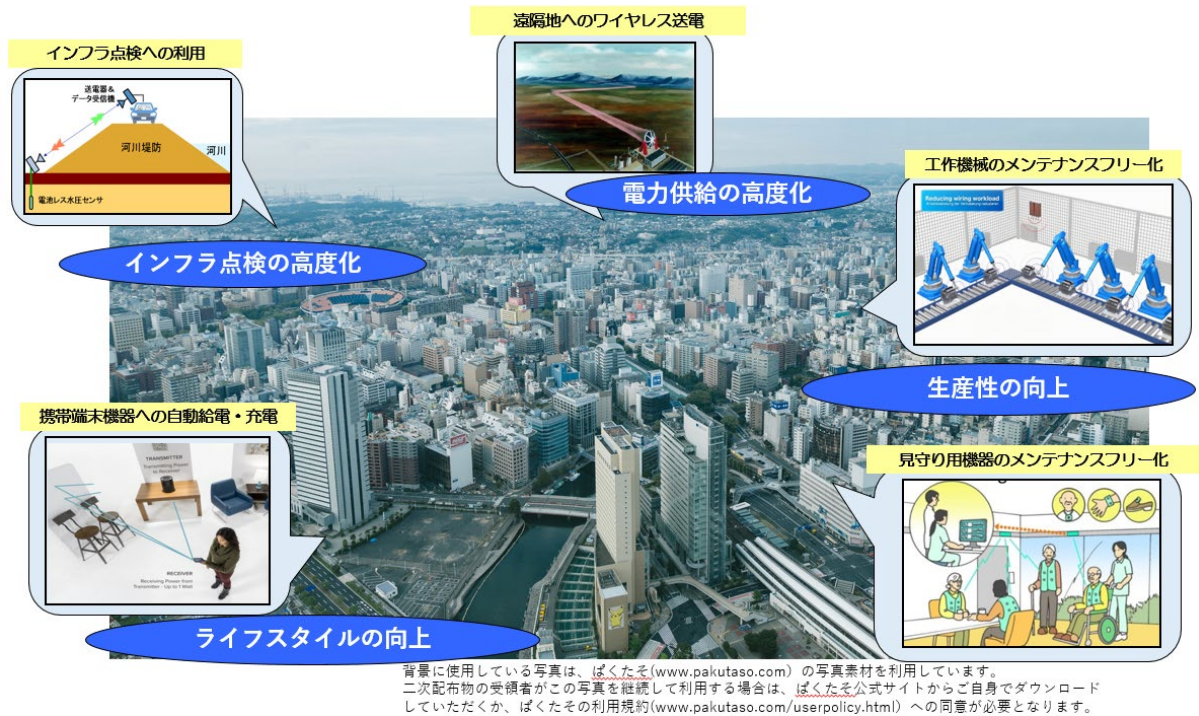 遠隔地へのワイヤレス送電
インフラ点検への利用
送電器&
データ受信機
河川堤防
河川
電池レス水圧センサ
電力供給の高度化
工作機械のメンテナンスフリー化
Reducing wiring workload
インフラ点検の高度化
生産性の向上
携帯端末機器への自動給電・充電
TRANSMITTER
Transmitting Power
to Receiver
RECEIVER
Receiving Power from
Transmitter - Up to 1 Watt
見守り用機器のメンテナンスフリー化
ライフスタイルの向上
背景に使用している写真は、ぱくたそ(www.pakutaso.com) の写真素材を利用しています。
二次配布物の受領者がこの写真を継続して利用する場合は、ぱくたそ公式サイトからご自身でダウンロード
していただくか、ぱくたその利用規約(www.pakutaso.com/userpolicy.html) への同意が必要となります。